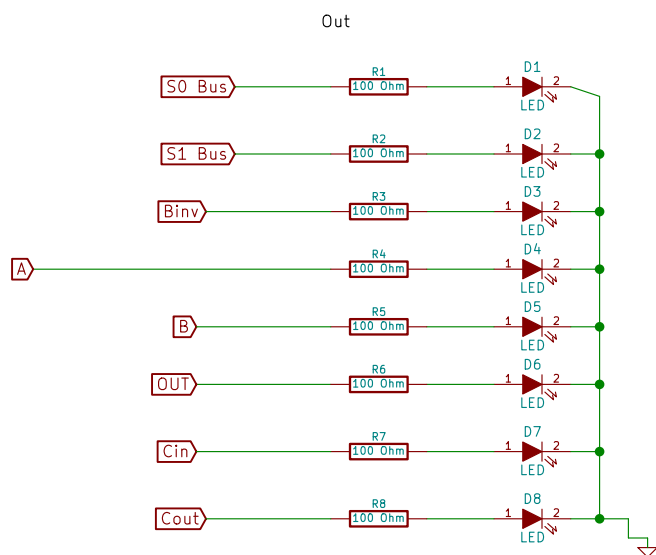 Out
S0 Bus R1 100 Ohm 1 D1 2 LED
S1 Bus R2 100 Ohm 1 D2 2 LED
Binv R3 100 Ohm 1 D3 2 LED
A R4 100 Ohm 1 D4 2 LED
B R5 100 Ohm 1 D5 2 LED
OUT R6 100 Ohm 1 D6 2 LED
Cin R7 100 Ohm 1 D7 2 LED
Cout R8 100 Ohm 1 D8 2 LED